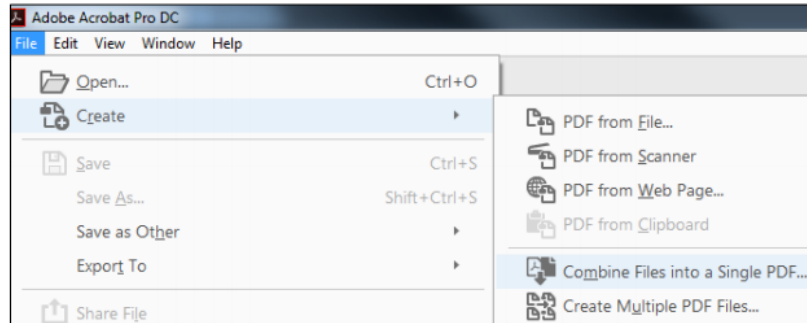 Adobe Acrobat Pro DC
File Edit View Window Help
Open... Ctrl+O
Create
Save Ctrl+S
Save As... Shift+Ctrl+S
Save as Other
Export To
Share File
PDF from File...
PDF from Scanner
PDF from Web Page...
PDF from Clipboard
Combine Files into a Single PDF...
Create Multiple PDF Files...